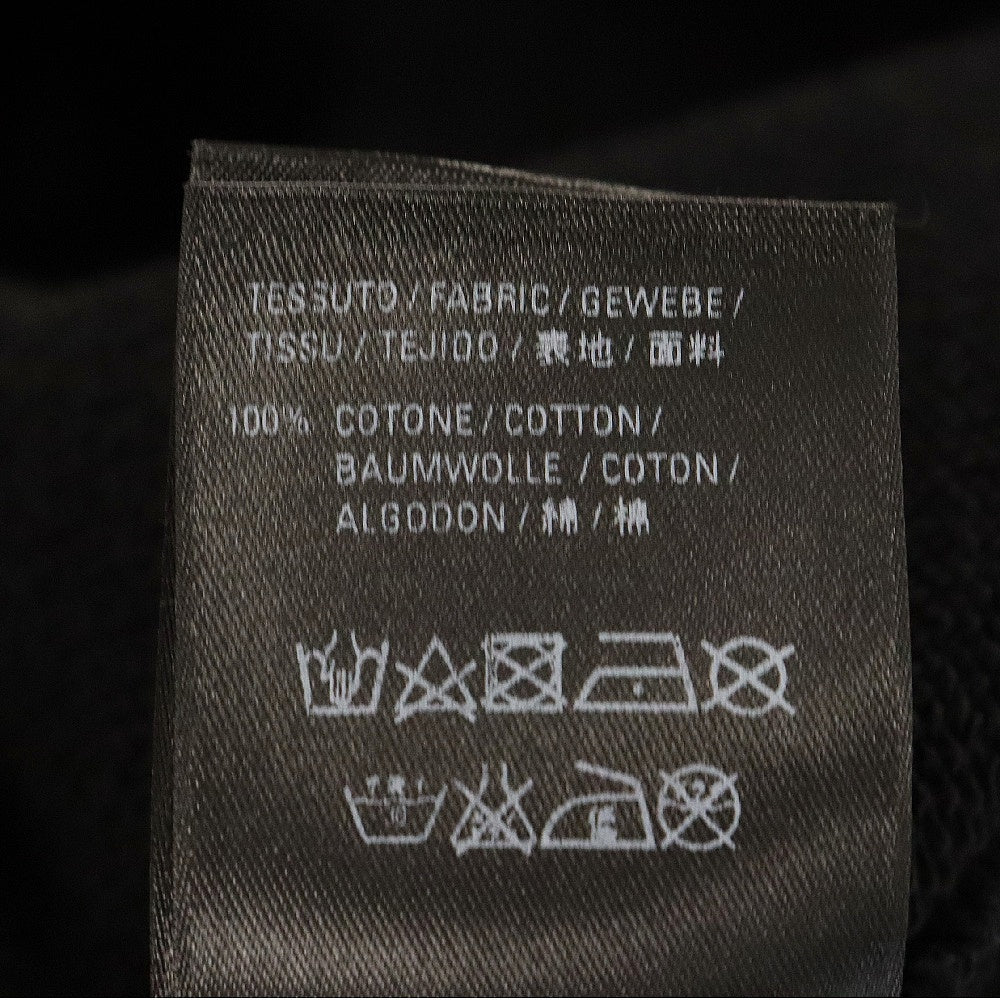 TESSUTO / FABRIC / GEWEBE /
TISSU / TEJIDO / 表地 / 面料
100% COTONE / COTTON /
BAUMWOLLE / COTON /
ALGODON / 綿 / 棉